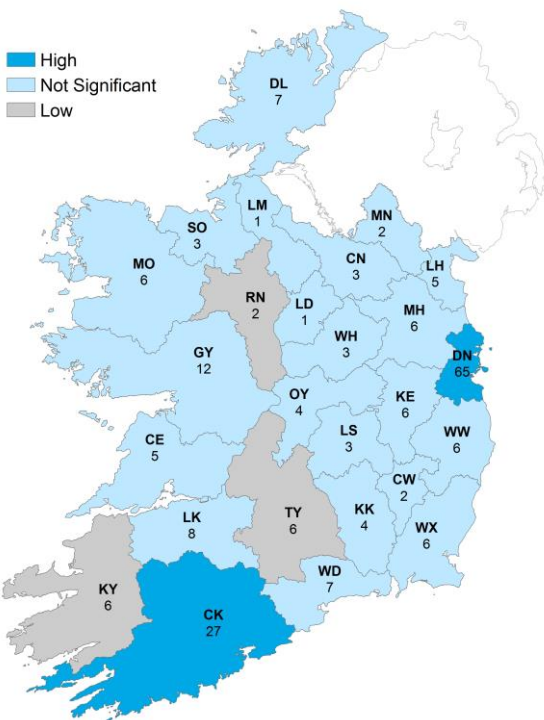 High
Not Significant
Low
DL
7
LM
1
SO
3
MN
2
MO
6
CN
3
LH
5
RN
2
LD
1
MH
6
WH
3
DN
65
GY
12
OY
4
KE
6
LS
3
WW
6
CE
5
CW
2
TY
6
KK
4
WX
6
LK
8
WD
7
KY
6
CK
27